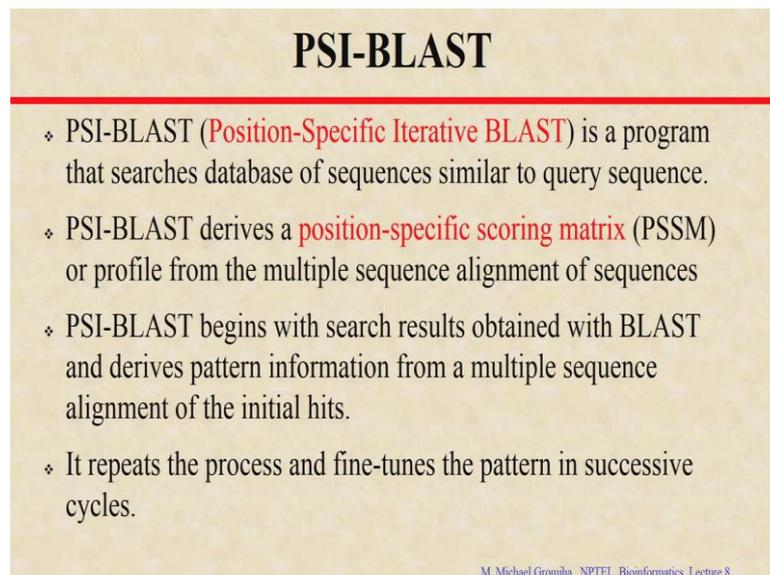 PSI-BLAST
❖ PSI-BLAST (Position-Specific Iterative BLAST) is a program
that searches database of sequences similar to query sequence.
❖ PSI-BLAST derives a position-specific scoring matrix (PSSM)
or profile from the multiple sequence alignment of sequences
❖ PSI-BLAST begins with search results obtained with BLAST
and derives pattern information from a multiple sequence
alignment of the initial hits.
❖ It repeats the process and fine-tunes the pattern in successive
cycles.
M. Michael Gromiha, NPTEL, Bioinformatics, Lecture 8